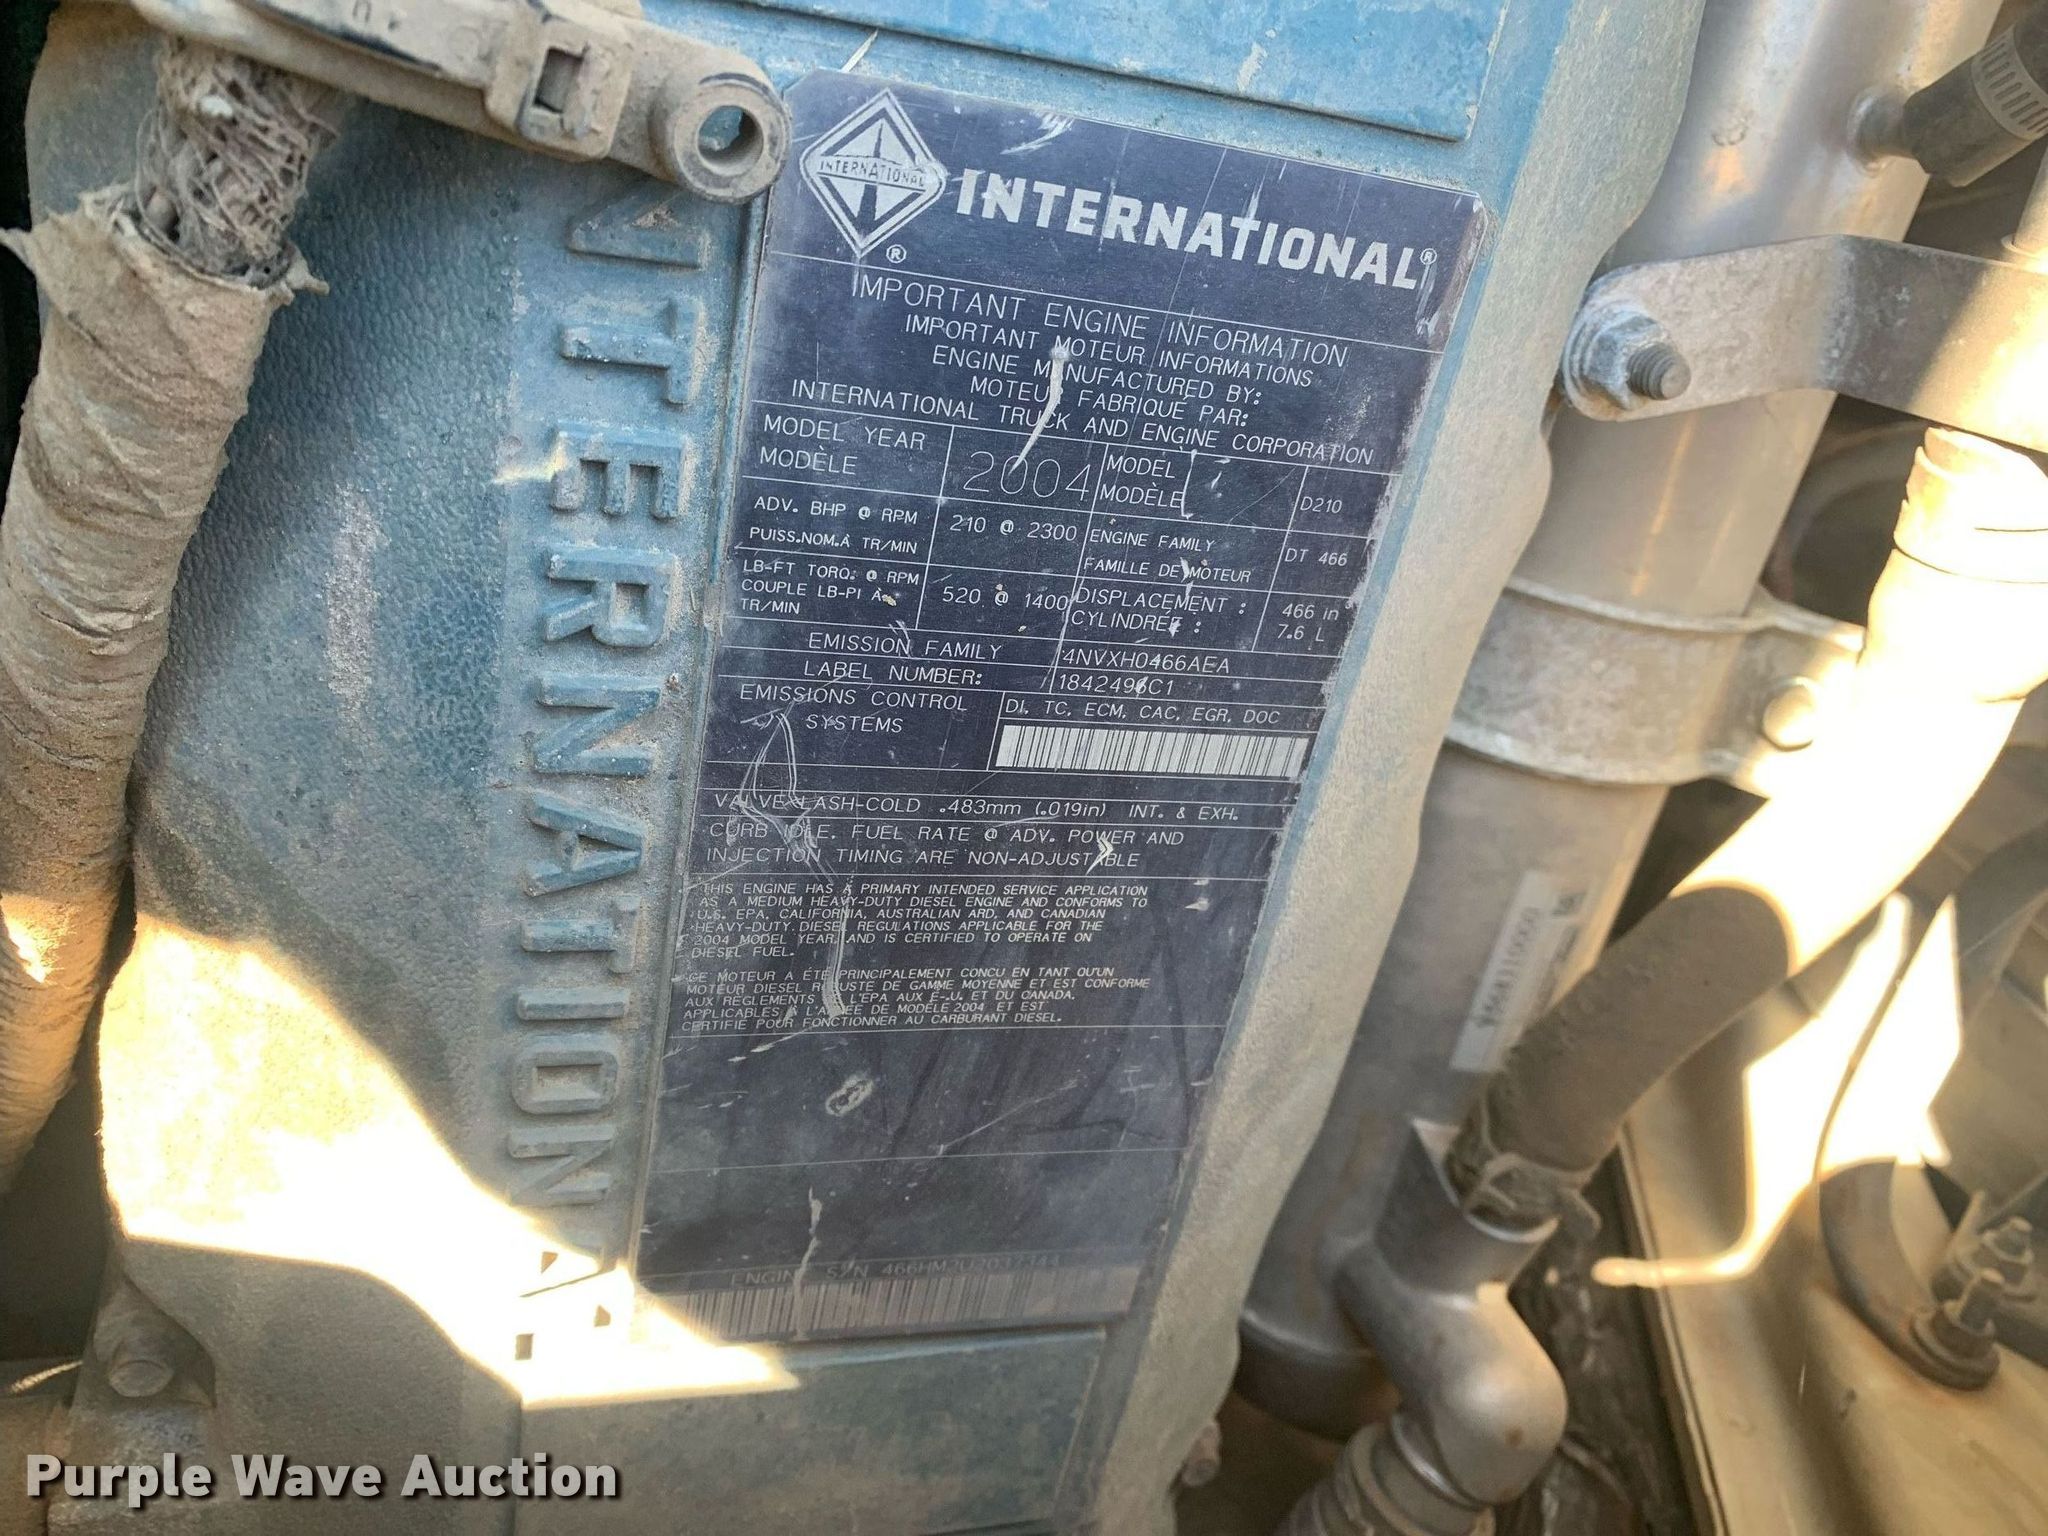 INTERNATIONAL
INTERNATIONAL®
®
IMPORTANT ENGINE INFORMATION
IMPORTANT MOTEUR INFORMATIONS
ENGINE MANUFACTURED BY:
MOTEUR FABRIQUÉ PAR:
INTERNATIONAL TRUCK AND ENGINE CORPORATION
MODEL YEAR
MODÈLE
2004
MODEL
MODÈLE
D210
ADV. BHP @ RPM
PUISS.NOM.À TR/MIN
210 @ 2300
ENGINE FAMILY
FAMILLE DE MOTEUR
DT 466
LB-FT TORQ. @ RPM
COUPLE LB-PI À
TR/MIN
520 @ 1400
DISPLACEMENT :
CYLINDRÉE :
466 in³
7.6 L
EMISSION FAMILY
4NVXH0466AEA
LABEL NUMBER:
1842496C1
EMISSIONS CONTROL
SYSTEMS
DI, TC, ECM, CAC, EGR, DOC
VALVE LASH-COLD .483mm (.019in) INT. & EXH.
CURB IDLE, FUEL RATE @ ADV. POWER AND
INJECTION TIMING ARE NON-ADJUSTABLE
THIS ENGINE HAS A PRIMARY INTENDED SERVICE APPLICATION
AS A MEDIUM HEAVY-DUTY DIESEL ENGINE AND CONFORMS TO
U.S. EPA, CALIFORNIA, AUSTRALIAN ARD, AND CANADIAN
HEAVY-DUTY DIESEL REGULATIONS APPLICABLE FOR THE
2004 MODEL YEAR, AND IS CERTIFIED TO OPERATE ON
DIESEL FUEL.
CE MOTEUR A ÉTÉ PRINCIPALEMENT CONCU EN TANT QU'UN
MOTEUR DIESEL ROBUSTE DE GAMME MOYENNE ET EST CONFORME
AUX RÉGLEMENTS DE L'EPA AUX É-.U. ET DU CANADA,
APPLICABLES À L'ANNÉE DE MODÈLE 2004, ET EST
CERTIFIÉ POUR FONCTIONNER AU CARBURANT DIESEL.
ENGINE S/N
NTERNATIONA
Purple Wave Auction